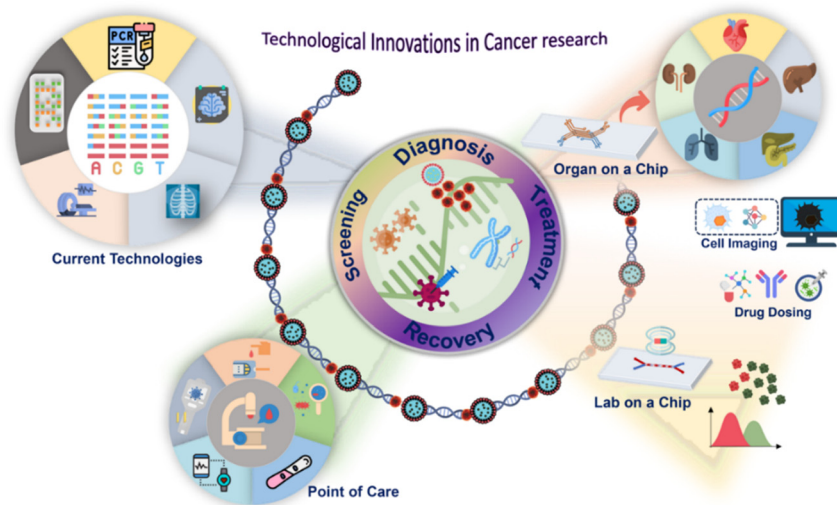 Technological Innovations in Cancer research
PCR
A C G T
Current Technologies
Screening
Diagnosis
Treatment
Recovery
Organ on a Chip
Cell Imaging
Drug Dosing
Lab on a Chip
Point of Care